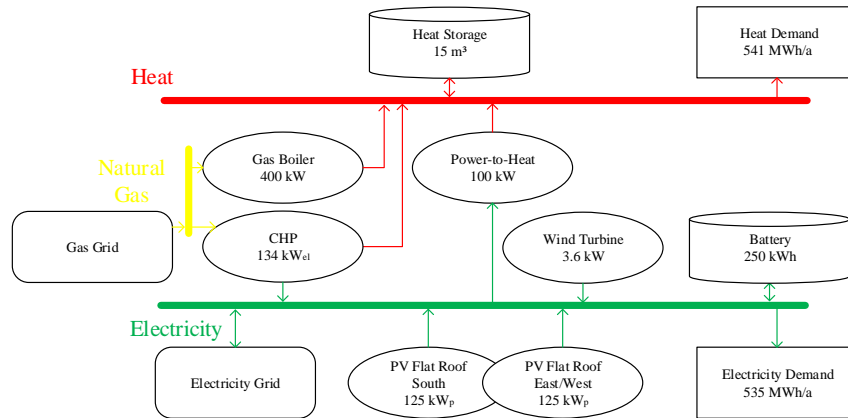 Heat Storage
15 m³
Heat Demand
541 MWh/a
Heat
Natural
Gas
Gas Boiler
400 kW
Power-to-Heat
100 kW
Gas Grid
CHP
134 kWₑₗ
Wind Turbine
3.6 kW
Battery
250 kWh
Electricity
Electricity Grid
PV Flat Roof
South
125 kWₚ
PV Flat Roof
East/West
125 kWₚ
Electricity Demand
535 MWh/a